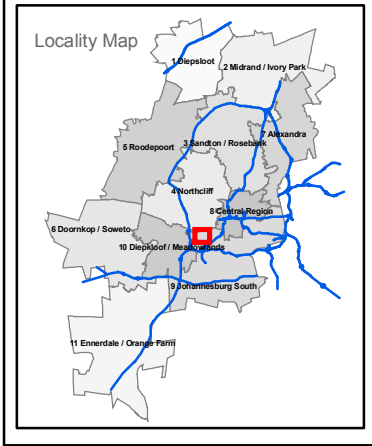 Locality Map
1 Diepsloot
2 Midrand / Ivory Park
7 Alexandra
3 Sandton / Rosebank
5 Roodepoort
4 Northcliff
8 Central Region
6 Doornkop / Soweto
10 Diepkloof / Meadowlands
9 Johannesburg South
11 Ennerdale / Orange Farm